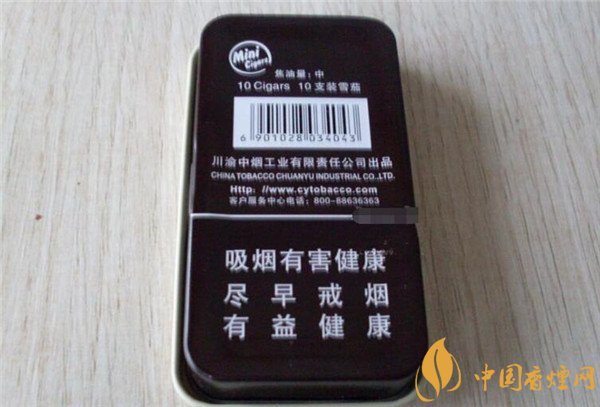 Mini
Cigars
焦油量：中
10 Cigars 10支装雪茄
6 901028 034043
川渝中烟工业有限责任公司出品
CHINA TOBACCO CHUANYU INDUSTRIAL CO.,LTD.
Http: //www.cytobacco.com
客户服务中心电话：800-88636363
吸烟有害健康
尽早戒烟
有益健康
中国香煙网